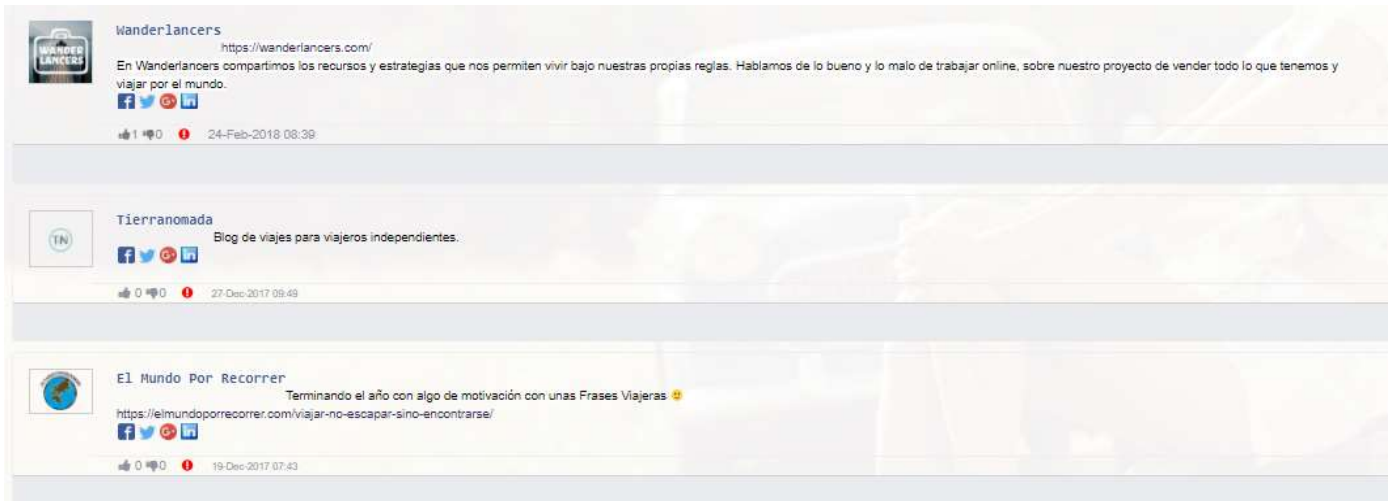 WANDER
LANCERS
Wanderlancers
https://wanderlancers.com/
En Wanderlancers compartimos los recursos y estrategias que nos permiten vivir bajo nuestras propias reglas. Hablamos de lo bueno y lo malo de trabajar online, sobre nuestro proyecto de vender todo lo que tenemos y
viajar por el mundo.
1 0 24-Feb-2018 08:39
TN
Tierranomada
Blog de viajes para viajeros independientes.
0 0 27-Dec-2017 09:49
El Mundo Por Recorrer
Terminando el año con algo de motivación con unas Frases Viajeras 🙂
https://elmundoporrecorrer.com/viajar-no-escapar-sino-encontrarse/
0 0 19-Dec-2017 07:43